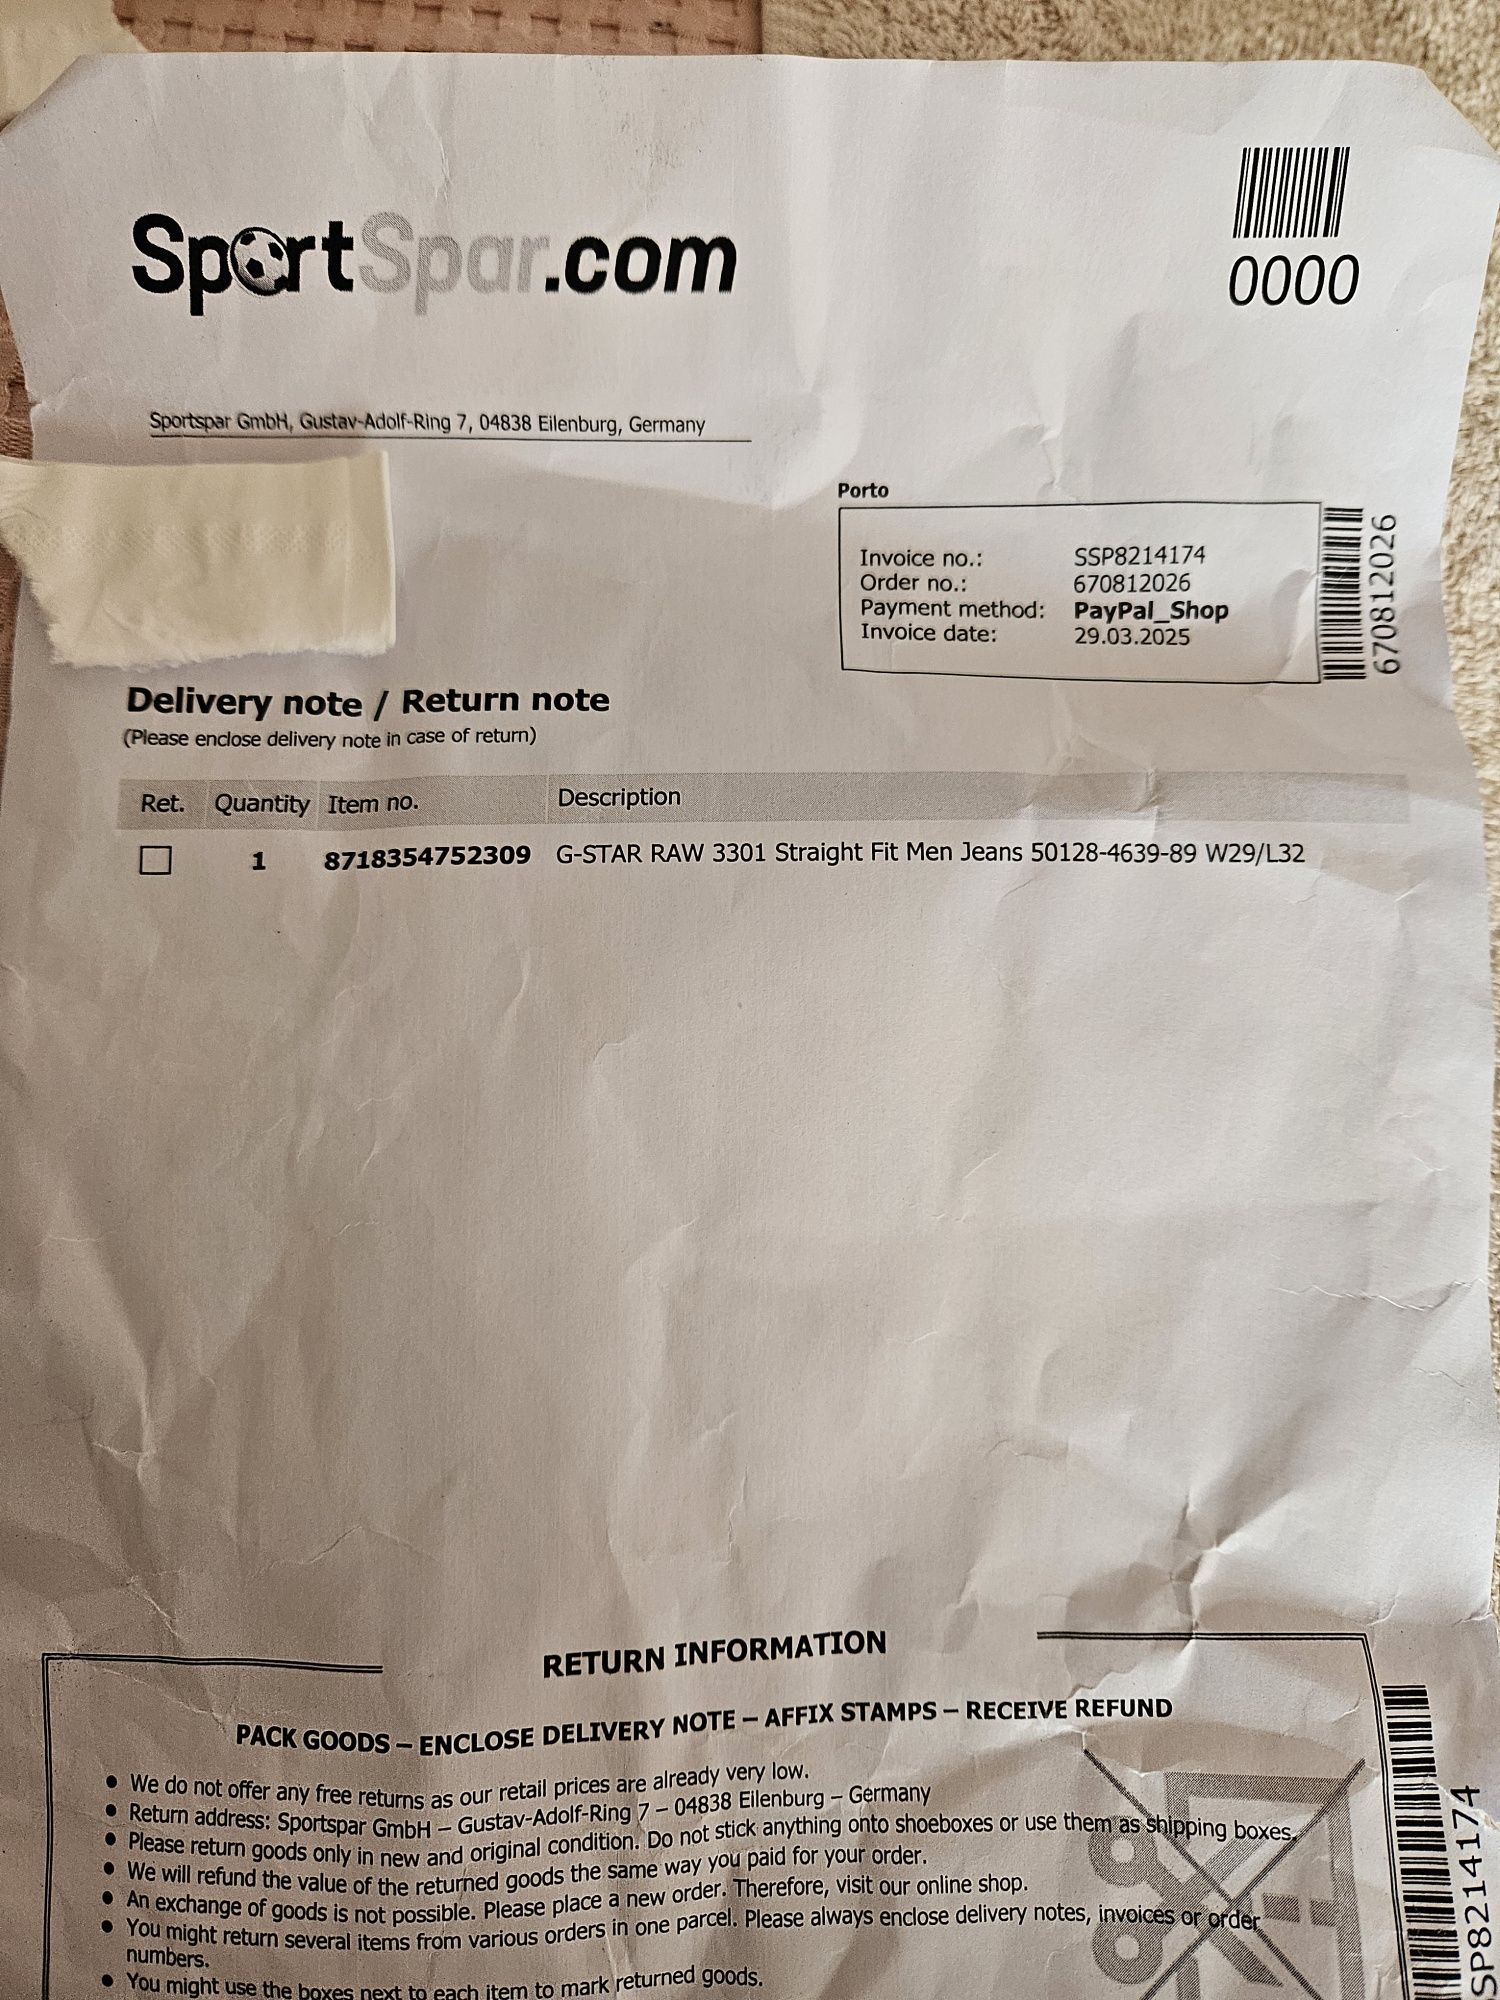 SportSpar.com
0000
Sportspar GmbH, Gustav-Adolf-Ring 7, 04838 Eilenburg, Germany
Porto
Invoice no.: SSP8214174
Order no.: 670812026
Payment method: PayPal_Shop
Invoice date: 29.03.2025
670812026
Delivery note / Return note
(Please enclose delivery note in case of return)
Ret. Quantity Item no. Description
1 8718354752309 G-STAR RAW 3301 Straight Fit Men Jeans 50128-4639-89 W29/L32
RETURN INFORMATION
PACK GOODS – ENCLOSE DELIVERY NOTE – AFFIX STAMPS – RECEIVE REFUND
• We do not offer any free returns as our retail prices are already very low.
• Return address: Sportspar GmbH – Gustav-Adolf-Ring 7 – 04838 Eilenburg – Germany
• Please return goods only in new and original condition. Do not stick anything onto shoeboxes or use them as shipping boxes.
• We will refund the value of the returned goods the same way you paid for your order.
• An exchange of goods is not possible. Please place a new order. Therefore, visit our online shop.
• You might return several items from various orders in one parcel. Please always enclose delivery notes, invoices or order
numbers.
• You might use the boxes next to each item to mark returned goods.
SP8214174